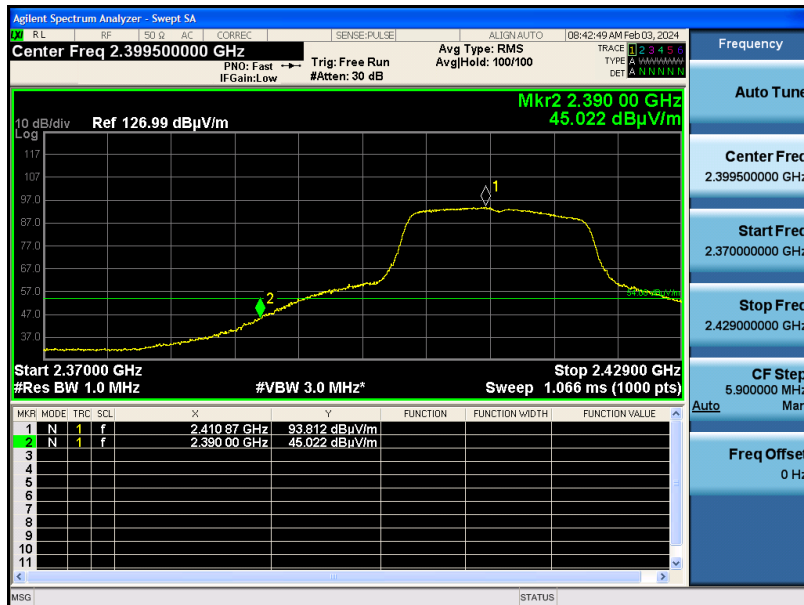 Agilent Spectrum Analyzer - Swept SA
LXI RL RF 50 Ω AC CORREC SENSE:PULSE ALIGN AUTO 08:42:49 AM Feb 03, 2024
Center Freq 2.399500000 GHz
PNO: Fast
IFGain:Low
Trig: Free Run
#Atten: 30 dB
Avg Type: RMS
Avg|Hold: 100/100
TRACE 1 2 3 4 5 6
TYPE A WWWWW
DET A N N N N N
Mkr2 2.390 00 GHz
45.022 dBµV/m
10 dB/div Ref 126.99 dBµV/m
Log
117
107
97.0
87.0
77.0
67.0
57.0
47.0
37.0
1
2
Start 2.37000 GHz Stop 2.42900 GHz
#Res BW 1.0 MHz #VBW 3.0 MHz* Sweep 1.066 ms (1000 pts)
MKR MODE TRC SCL X Y FUNCTION FUNCTION WIDTH FUNCTION VALUE
1 N 1 f 2.410 87 GHz 93.812 dBµV/m
2 N 1 f 2.390 00 GHz 45.022 dBµV/m
3
4
5
6
7
8
9
10
11
MSG STATUS
Frequency
Auto Tune
Center Freq
2.399500000 GHz
Start Freq
2.370000000 GHz
Stop Freq
2.429000000 GHz
CF Step
5.900000 MHz
Auto Man
Freq Offset
0 Hz